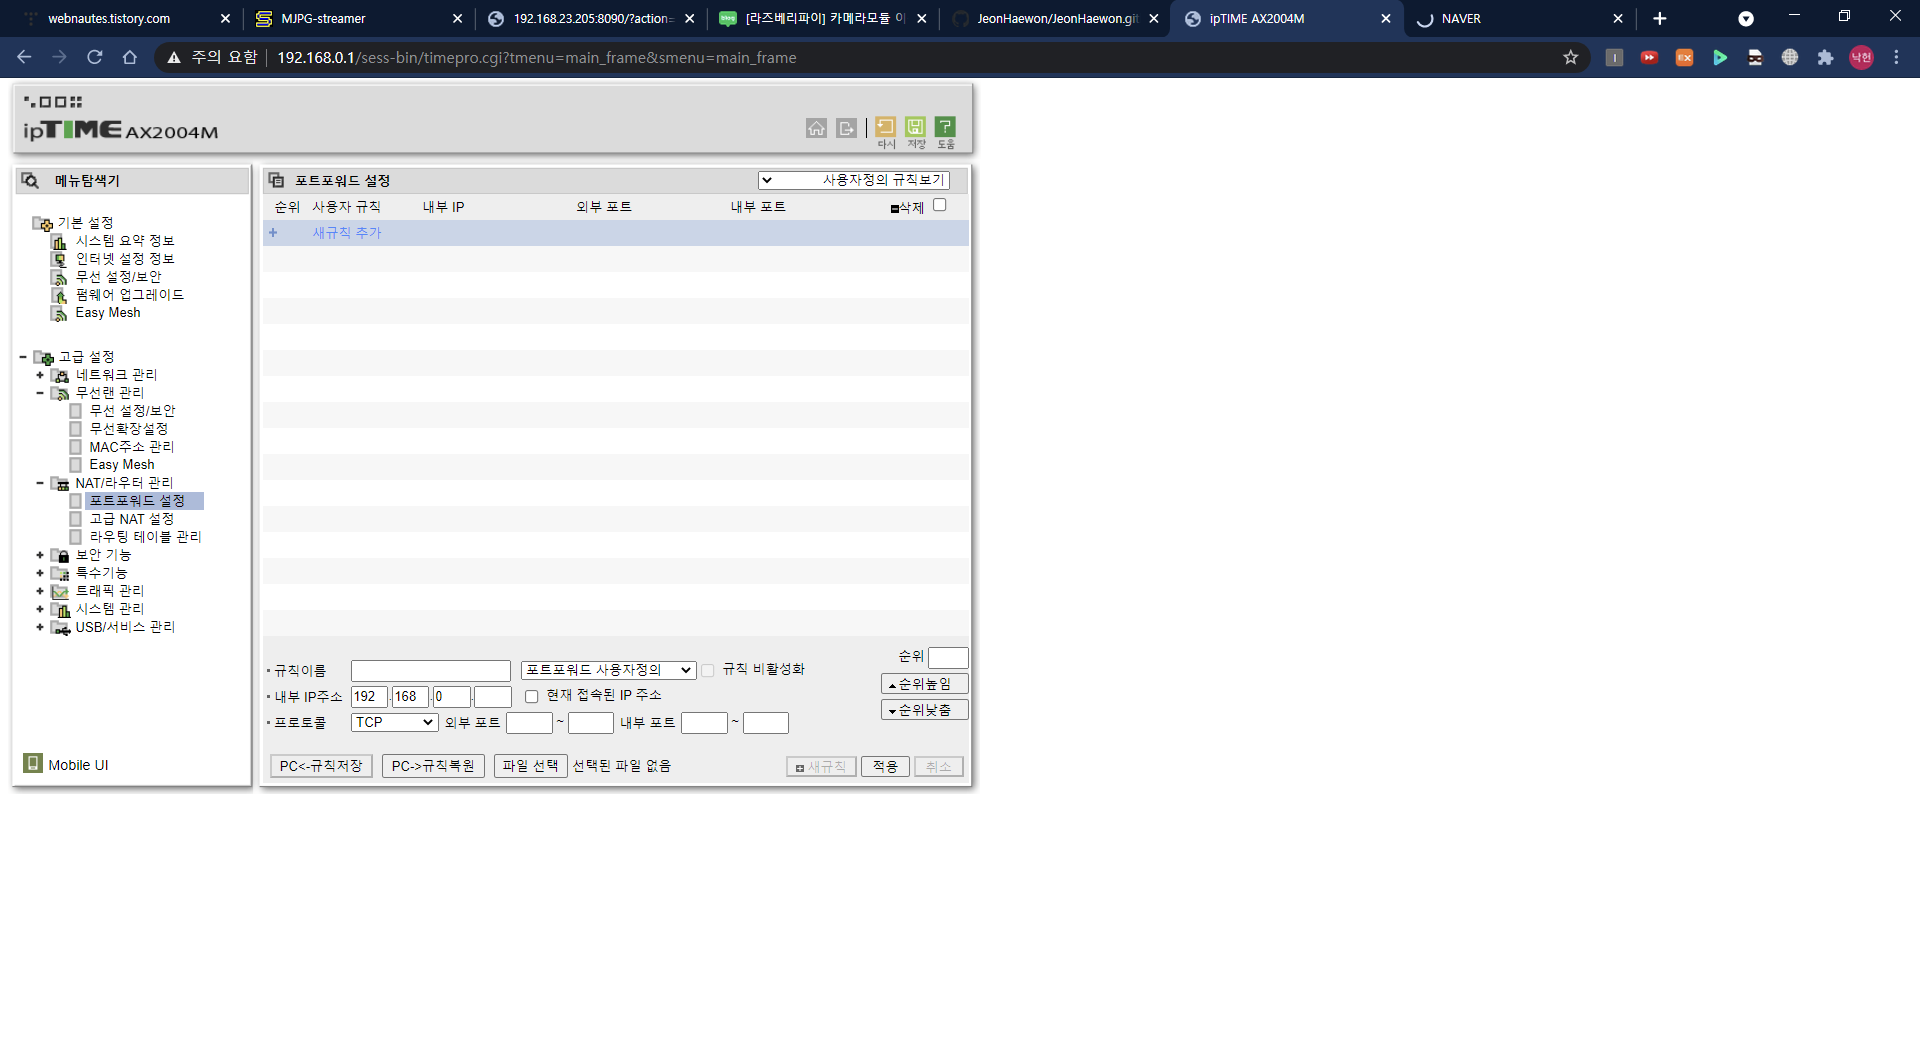 webnautes.tistory.com
MJPG-streamer
192.168.23.205:8090/?action=
[라즈베리파이] 카메라모듈 이
JeonHaewon/JeonHaewon.git
ipTIME AX2004M
NAVER
주의 요함
192.168.0.1/sess-bin/timepro.cgi?tmenu=main_frame&smenu=main_frame
EX
낙헌
ipTIME AX2004M
다시
저장
도움
메뉴탐색기
기본 설정
시스템 요약 정보
인터넷 설정 정보
무선 설정/보안
펌웨어 업그레이드
Easy Mesh
고급 설정
네트워크 관리
무선랜 관리
무선 설정/보안
무선확장설정
MAC주소 관리
Easy Mesh
NAT/라우터 관리
포트포워드 설정
고급 NAT 설정
라우팅 테이블 관리
보안 기능
특수기능
트래픽 관리
시스템 관리
USB/서비스 관리
Mobile UI
포트포워드 설정
사용자정의 규칙보기
순위 사용자 규칙 내부 IP 외부 포트 내부 포트 삭제
+ 새규칙 추가
규칙이름 포트포워드 사용자정의 규칙 비활성화
순위
내부 IP주소 192 . 168 . 0 . 현재 접속된 IP 주소
순위높임
프로토콜 TCP 외부 포트 ~ 내부 포트 ~
순위낮춤
PC<-규칙저장 PC->규칙복원 파일 선택 선택된 파일 없음 새규칙 적용 취소